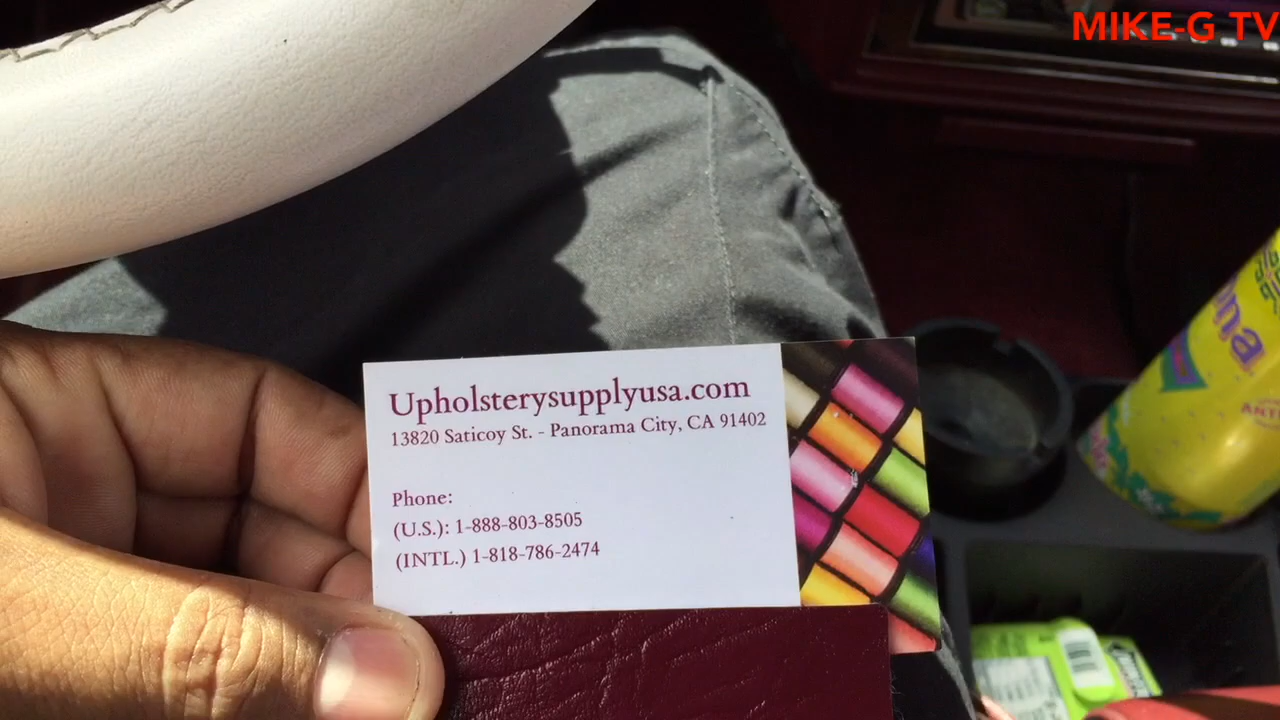 MIKE-G TV
Upholsterysupplyusa.com
13820 Saticoy St. - Panorama City, CA 91402
Phone:
(U.S.): 1-888-803-8505
(INTL.) 1-818-786-2474